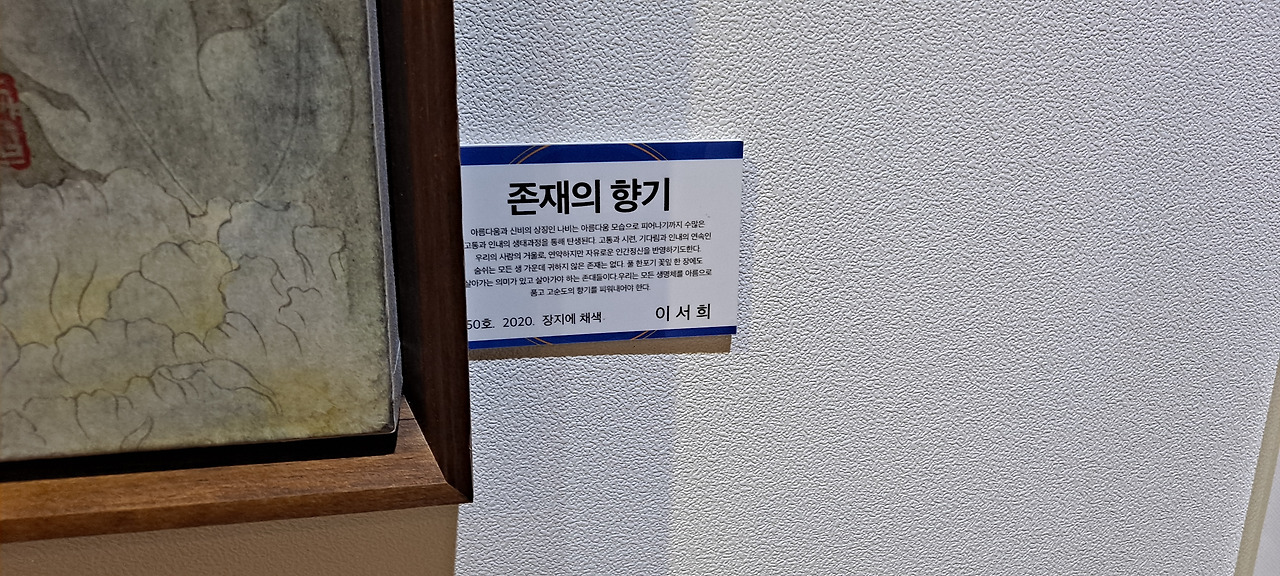 존재의 향기
아름다움과 신비의 상징인 나비는 아름다움 모습으로 피어나기까지 수많은
고통과 인내의 생태과정을 통해 탄생된다. 고통과 시련, 기다림과 인내의 연속인
우리의 사람의 거울로, 연약하지만 자유로운 인간정신을 반영하기도한다.
숨쉬는 모든 생 가운데 귀하지 않은 존재는 없다. 풀 한포기 꽃잎 한 장에도
살아가는 의미가 있고 살아가야 하는 존대들이다.우리는 모든 생명체를 아름으로
품고 고순도의 향기를 피워내어야 한다.
50호. 2020. 장지에 채색. 이 서 희